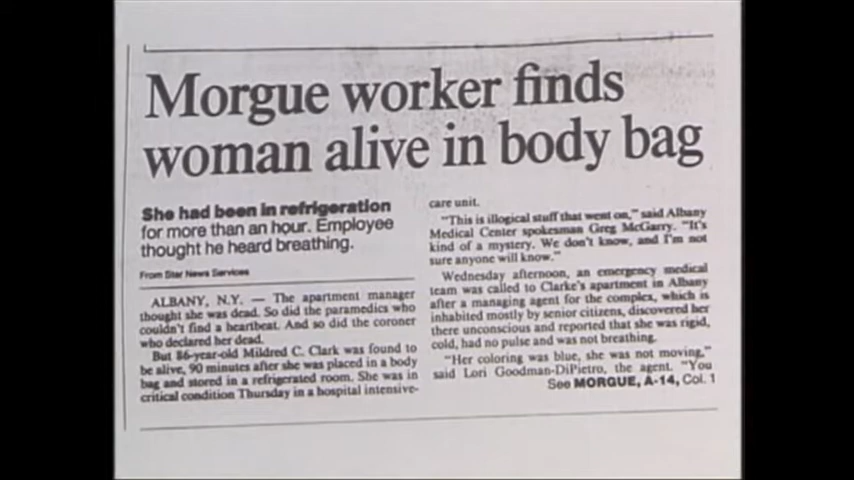 Morgue worker finds
woman alive in body bag
She had been in refrigeration
for more than an hour. Employee
thought he heard breathing.
From Star News Services
ALBANY, N.Y. — The apartment manager
thought she was dead. So did the paramedics who
couldn't find a heartbeat. And so did the coroner
who declared her dead.
But 86-year-old Mildred C. Clark was found to
be alive, 90 minutes after she was placed in a body
bag and stored in a refrigerated room. She was in
critical condition Thursday in a hospital intensive-
care unit.
"This is illogical stuff that went on," said Albany
Medical Center spokesman Greg McGarry. "It's
kind of a mystery. We don't know, and I'm not
sure anyone will know."
Wednesday afternoon, an emergency medical
team was called to Clarke's apartment in Albany
after a managing agent for the complex, which is
inhabited mostly by senior citizens, discovered her
there unconscious and reported that she was rigid,
cold, had no pulse and was not breathing.
"Her coloring was blue, she was not moving,"
said Lori Goodman-DiPietro, the agent. "You
See MORGUE, A-14, Col. 1